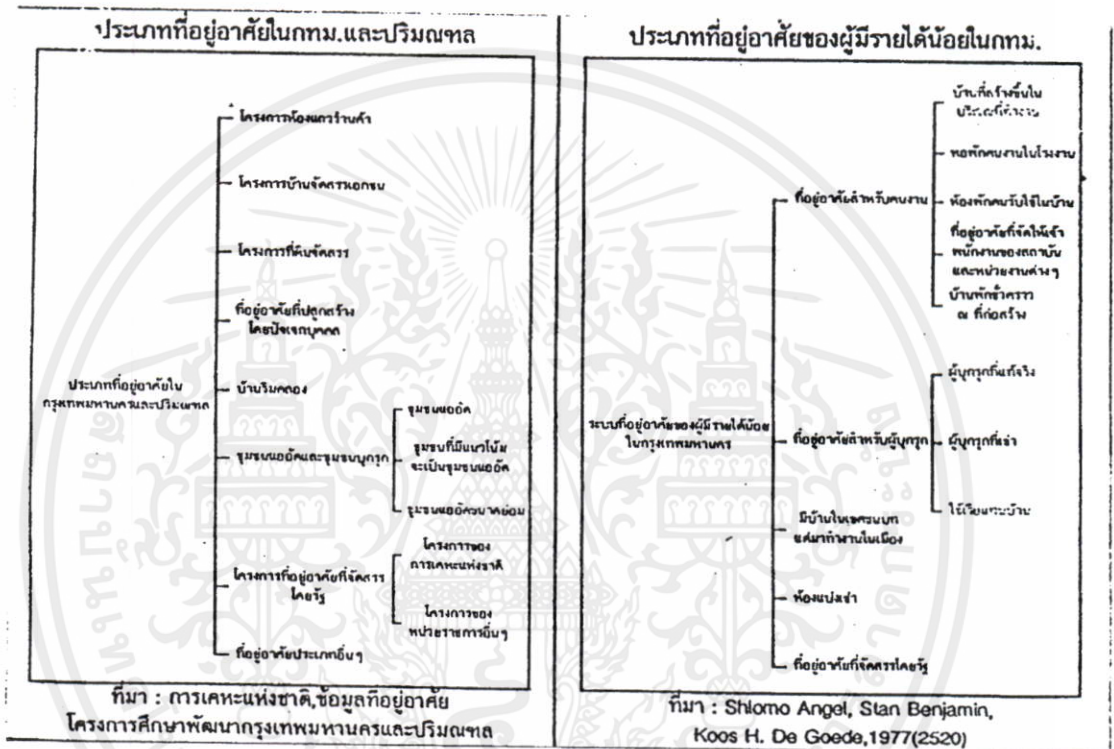 ประเภทที่อยู่อาศัยในกทม.และปริมณฑล
โครงการห้องแถวร้านค้า
โครงการบ้านจัดสรรเอกชน
โครงการที่ดินจัดสรร
ที่อยู่อาศัยที่ปลูกสร้าง
โดยปัจเจกบุคคล
ประเภทที่อยู่อาศัยใน
กรุงเทพมหานครและปริมณฑล
บ้านริมคลอง
ชุมชนแออัดและชุมชนบุกรุก
ชุมชนแออัด
ชุมชนที่มีแนวโน้ม
จะเป็นชุมชนแออัด
ชุมชนแออัดขนาดย่อม
โครงการที่อยู่อาศัยที่จัดสรร
โดยรัฐ
โครงการของ
การเคหะแห่งชาติ
โครงการของ
หน่วยราชการอื่นๆ
ที่อยู่อาศัยประเภทอื่นๆ
ที่มา : การเคหะแห่งชาติ,ข้อมูลที่อยู่อาศัย
โครงการศึกษาพัฒนากรุงเทพมหานครและปริมณฑล
ประเภทที่อยู่อาศัยของผู้มีรายได้น้อยในกทม.
ระบบที่อยู่อาศัยของผู้มีรายได้น้อย
ในกรุงเทพมหานคร
ที่อยู่อาศัยสำหรับคนงาน
บ้านที่สร้างขึ้นใน
บริเวณที่ทำงาน
หอพักคนงานในโรงงาน
ห้องพักคนรับใช้ในบ้าน
ที่อยู่อาศัยที่จัดให้เจ้า
พนักงานของสถาบัน
และหน่วยงานต่างๆ
บ้านพักชั่วคราว
ณ ที่ก่อสร้าง
ที่อยู่อาศัยสำหรับผู้บุกรุก
ผู้บุกรุกที่แท้จริง
ผู้บุกรุกที่เช่า
ใช้เรือแทนบ้าน
มีบ้านในเขตชนบท
แต่มาทำงานในเมือง
ห้องแบ่งเช่า
ที่อยู่อาศัยที่จัดสรรโดยรัฐ
ที่มา : Shlomo Angel, Stan Benjamin,
Koos H. De Goede,1977(2520)